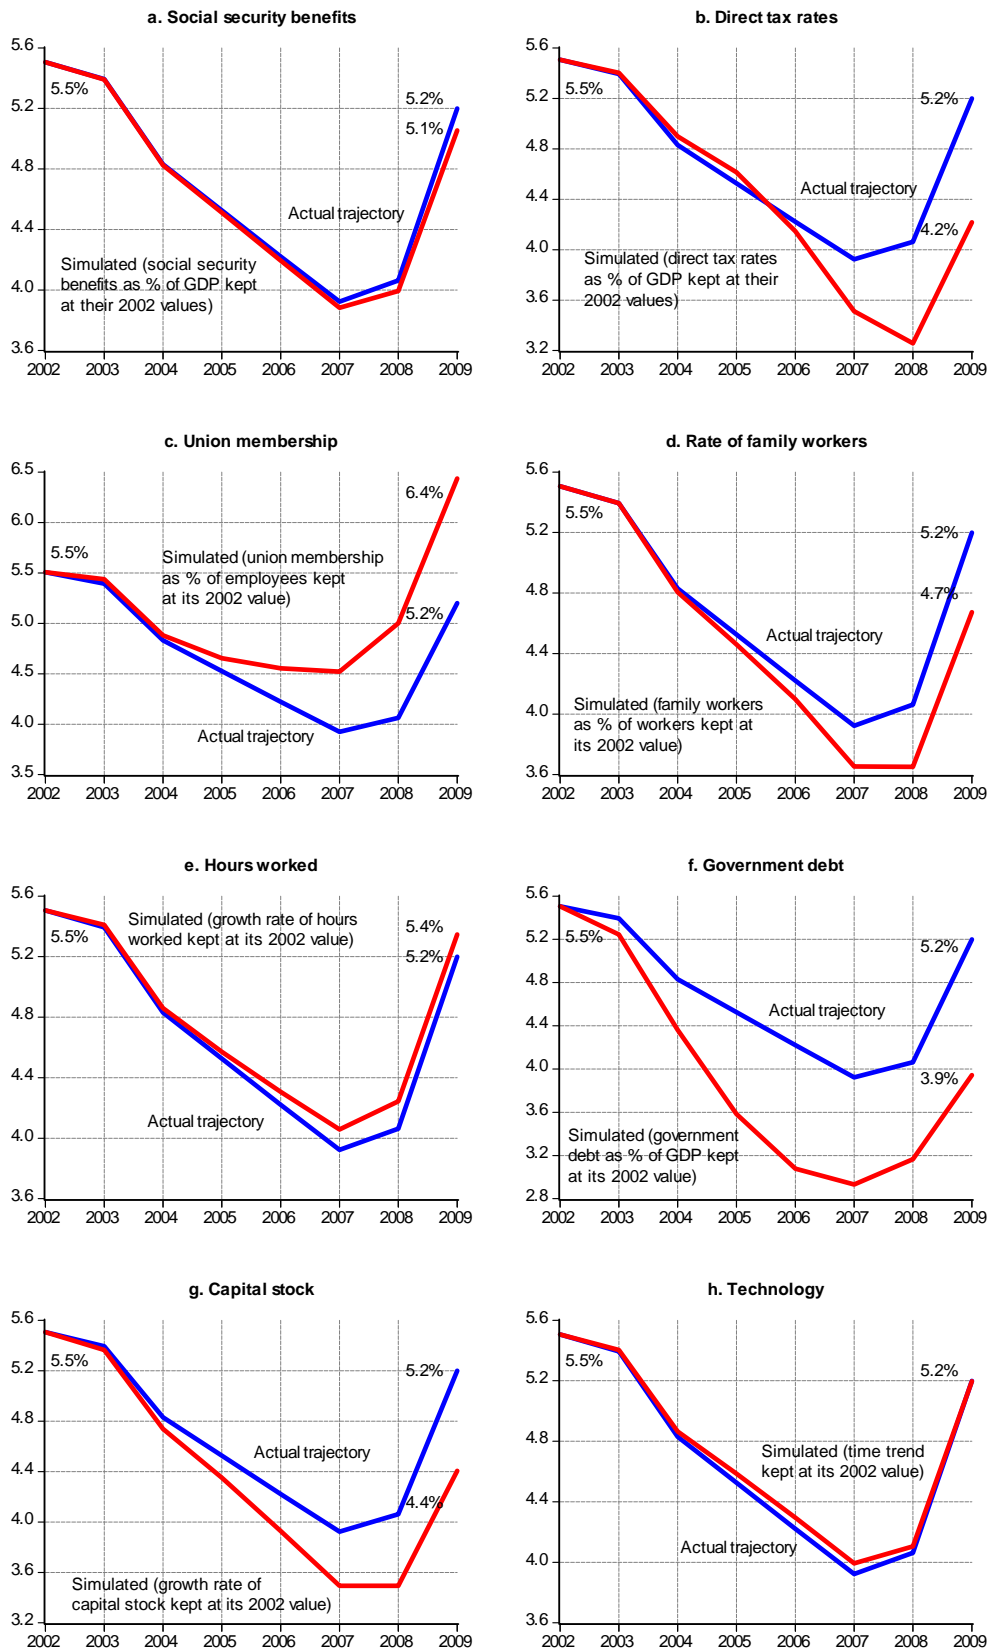 a. Social security benefits
5.6
5.2
4.8
4.4
4.0
3.6
5.5%
5.2%
5.1%
Actual trajectory
Simulated (social security
benefits as % of GDP kept
at their 2002 values)
2002 2003 2004 2005 2006 2007 2008 2009
b. Direct tax rates
5.6
5.2
4.8
4.4
4.0
3.6
3.2
5.5%
5.2%
Actual trajectory
4.2%
Simulated (direct tax rates
as % of GDP kept at their
2002 values)
2002 2003 2004 2005 2006 2007 2008 2009
c. Union membership
6.5
6.0
5.5
5.0
4.5
4.0
3.5
6.4%
5.5%
Simulated (union membership
as % of employees kept
at its 2002 value)
5.2%
Actual trajectory
2002 2003 2004 2005 2006 2007 2008 2009
d. Rate of family workers
5.6
5.2
4.8
4.4
4.0
3.6
5.5%
5.2%
4.7%
Actual trajectory
Simulated (family workers
as % of workers kept at
its 2002 value)
2002 2003 2004 2005 2006 2007 2008 2009
e. Hours worked
5.6
5.2
4.8
4.4
4.0
3.6
Simulated (growth rate of hours
worked kept at its 2002 value)
5.5%
5.4%
5.2%
Actual trajectory
2002 2003 2004 2005 2006 2007 2008 2009
f. Government debt
5.6
5.2
4.8
4.4
4.0
3.6
3.2
2.8
5.5%
5.2%
Actual trajectory
3.9%
Simulated (government
debt as % of GDP kept
at its 2002 value)
2002 2003 2004 2005 2006 2007 2008 2009
g. Capital stock
5.6
5.2
4.8
4.4
4.0
3.6
3.2
5.5%
5.2%
Actual trajectory
4.4%
Simulated (growth rate of
capital stock kept at its 2002 value)
2002 2003 2004 2005 2006 2007 2008 2009
h. Technology
5.6
5.2
4.8
4.4
4.0
3.6
5.5%
5.2%
Simulated (time trend
kept at its 2002 value)
Actual trajectory
2002 2003 2004 2005 2006 2007 2008 2009